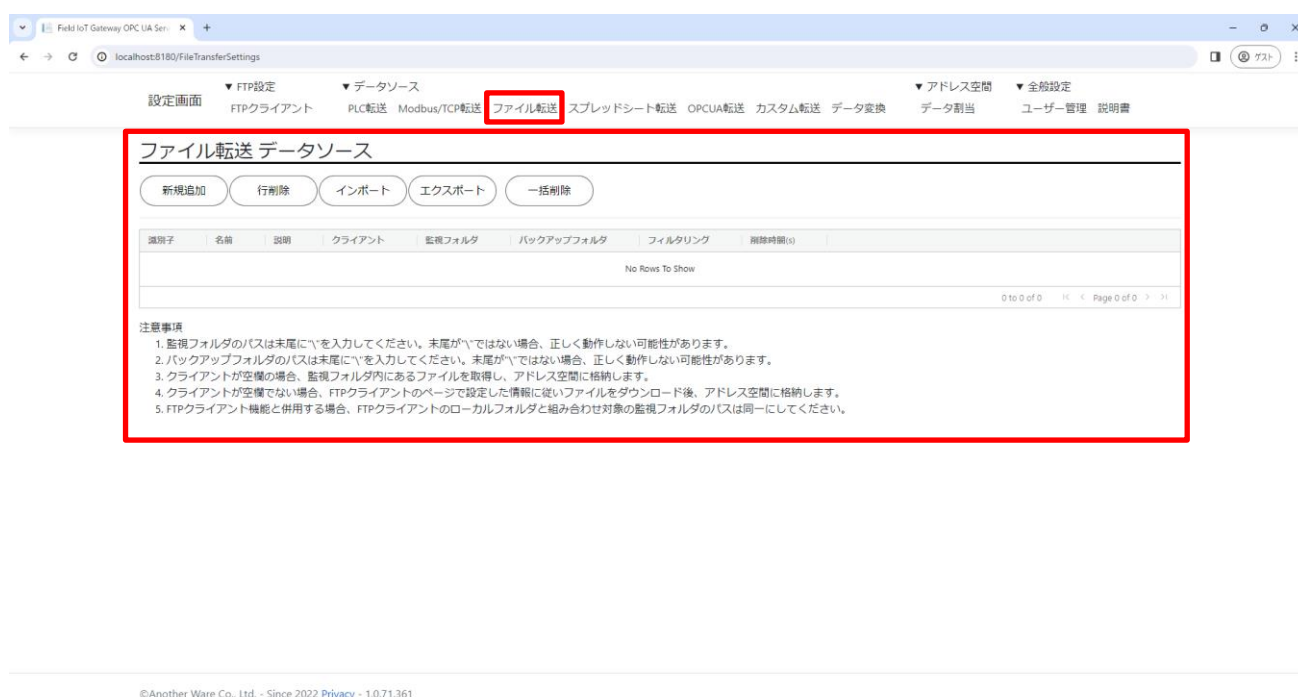 Field IoT Gateway OPC UA Ser
localhost:8180/FileTransferSettings
ゲスト
設定画面
▼ FTP設定 ▼ データソース ▼ アドレス空間 ▼ 全般設定
FTPクライアント PLC転送 Modbus/TCP転送 ファイル転送 スプレッドシート転送 OPCUA転送 カスタム転送 データ変換 データ割当 ユーザー管理 説明書
ファイル転送 データソース
新規追加 行削除 インポート エクスポート 一括削除
識別子 名前 説明 クライアント 監視フォルダ バックアップフォルダ フィルタリング 削除時間(s)
No Rows To Show
0 to 0 of 0 Page 0 of 0
注意事項
1. 監視フォルダのパスは末尾に"\"を入力してください。末尾が"\"ではない場合、正しく動作しない可能性があります。
2. バックアップフォルダのパスは末尾に"\"を入力してください。末尾が"\"ではない場合、正しく動作しない可能性があります。
3. クライアントが空欄の場合、監視フォルダ内にあるファイルを取得し、アドレス空間に格納します。
4. クライアントが空欄でない場合、FTPクライアントのページで設定した情報に従いファイルをダウンロード後、アドレス空間に格納します。
5. FTPクライアント機能と併用する場合、FTPクライアントのローカルフォルダと組み合わせ対象の監視フォルダのパスは同一にしてください。
©Another Ware Co., Ltd. - Since 2022 Privacy - 1.0.71.361